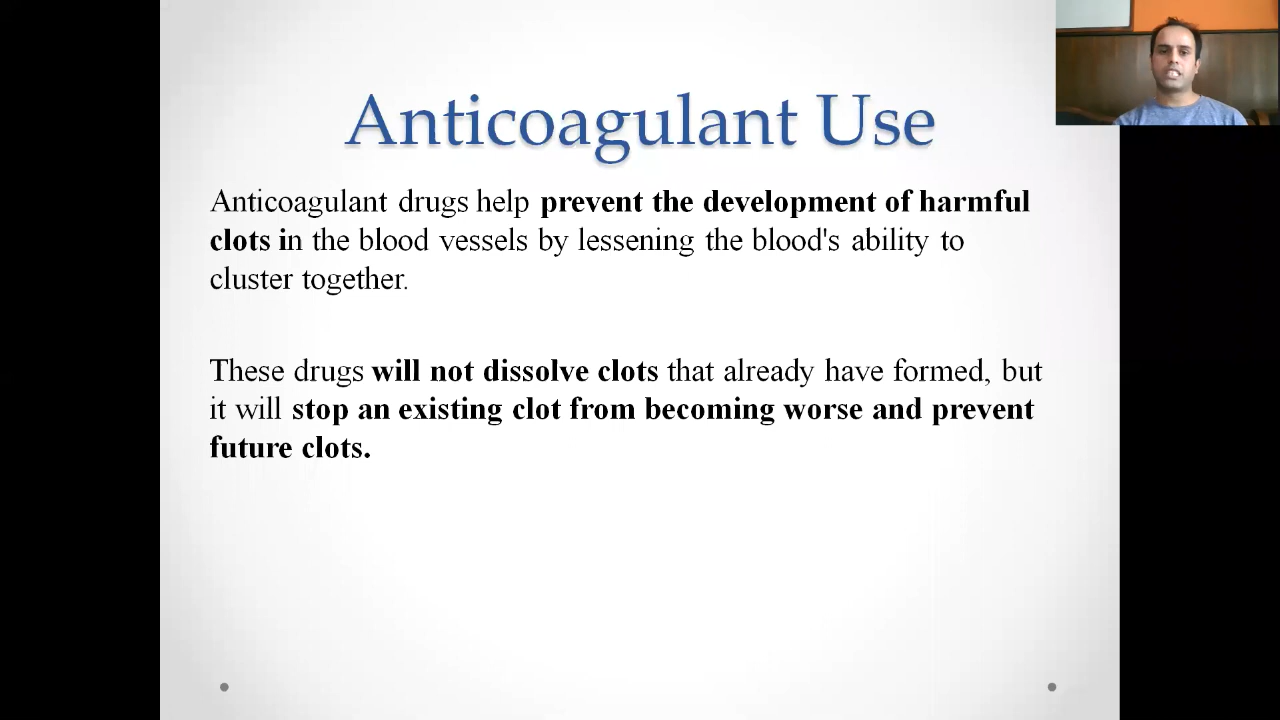 Anticoagulant Use
Anticoagulant drugs help prevent the development of harmful
clots in the blood vessels by lessening the blood's ability to
cluster together.
These drugs will not dissolve clots that already have formed, but
it will stop an existing clot from becoming worse and prevent
future clots.